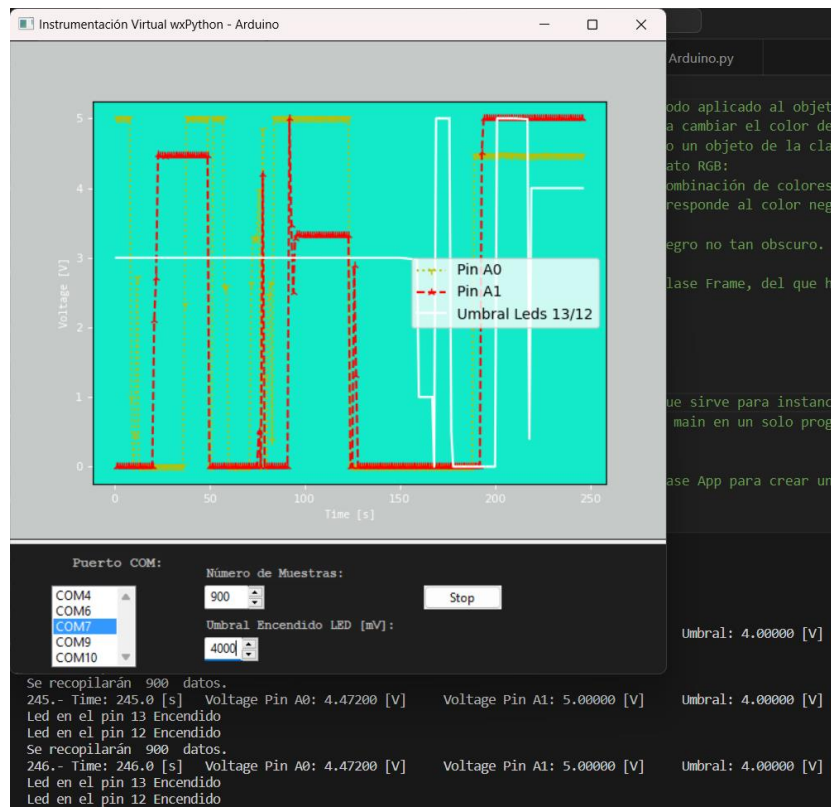 Instrumentación Virtual wxPython - Arduino
Arduino.py
odo aplicado al objet
a cambiar el color de
o un objeto de la cla
ato RGB:
ombinación de colores
responde al color neg
egro no tan obscuro.
lase Frame, del que h
ue sirve para instanc
main en un solo prog
ase App para crear un
5
4
3
2
1
0
Voltage [V]
Pin A0
Pin A1
Umbral Leds 13/12
0 50 100 150 200 250
Time [s]
Puerto COM:
COM4
COM6
COM7
COM9
COM10
Número de Muestras:
900
Umbral Encendido LED [mV]:
4000
Stop
Umbral: 4.00000 [V]
Se recopilarán 900 datos.
245.- Time: 245.0 [s] Voltage Pin A0: 4.47200 [V] Voltage Pin A1: 5.00000 [V] Umbral: 4.00000 [V]
Led en el pin 13 Encendido
Led en el pin 12 Encendido
Se recopilarán 900 datos.
246.- Time: 246.0 [s] Voltage Pin A0: 4.47200 [V] Voltage Pin A1: 5.00000 [V] Umbral: 4.00000 [V]
Led en el pin 13 Encendido
Led en el pin 12 Encendido